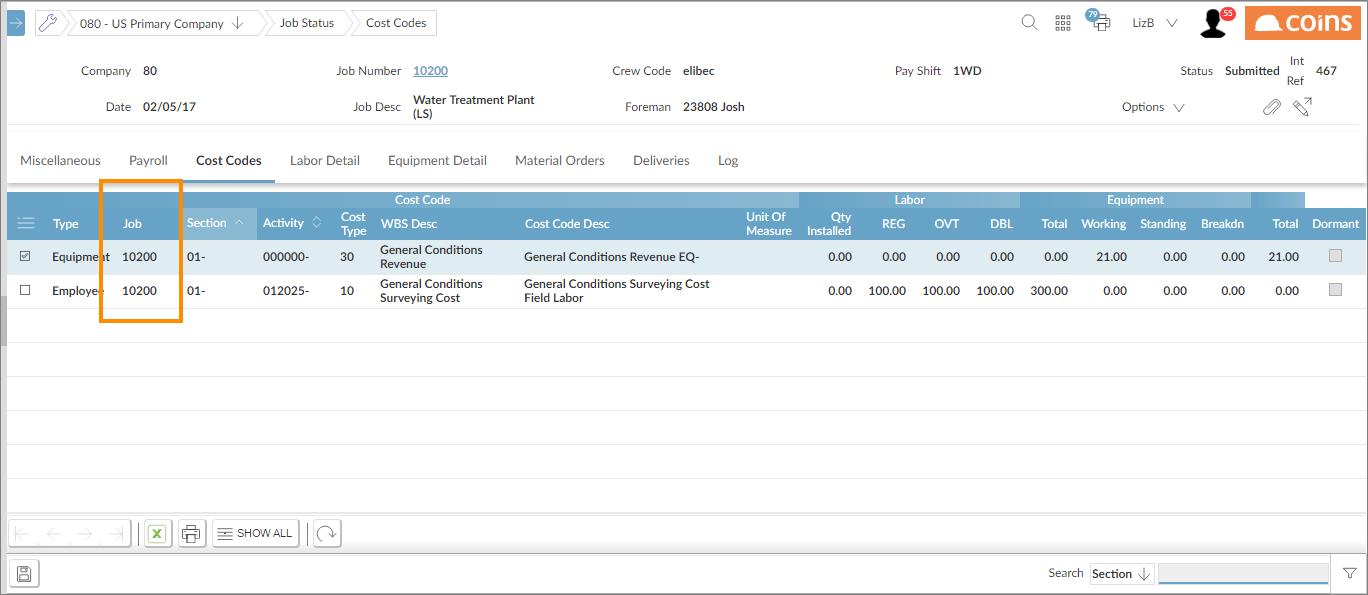 080 - US Primary Company Job Status Cost Codes 79 LizB 55 coins
Company 80 Job Number 10200 Crew Code elibec Pay Shift 1WD Status Submitted Int Ref 467
Date 02/05/17 Job Desc Water Treatment Plant (LS) Foreman 23808 Josh Options
Miscellaneous Payroll Cost Codes Labor Detail Equipment Detail Material Orders Deliveries Log
Cost Code Labor Equipment
Type Job Section Activity Cost Type WBS Desc Cost Code Desc Unit Of Measure Qty Installed REG OVT DBL Total Working Standing Breakdn Total Dormant
Equipment 10200 01- 000000- 30 General Conditions Revenue General Conditions Revenue EQ- 0.00 0.00 0.00 0.00 0.00 21.00 0.00 0.00 21.00
Employee 10200 01- 012025- 10 General Conditions Surveying Cost General Conditions Surveying Cost Field Labor 0.00 100.00 100.00 100.00 300.00 0.00 0.00 0.00 0.00
X SHOW ALL
Search Section